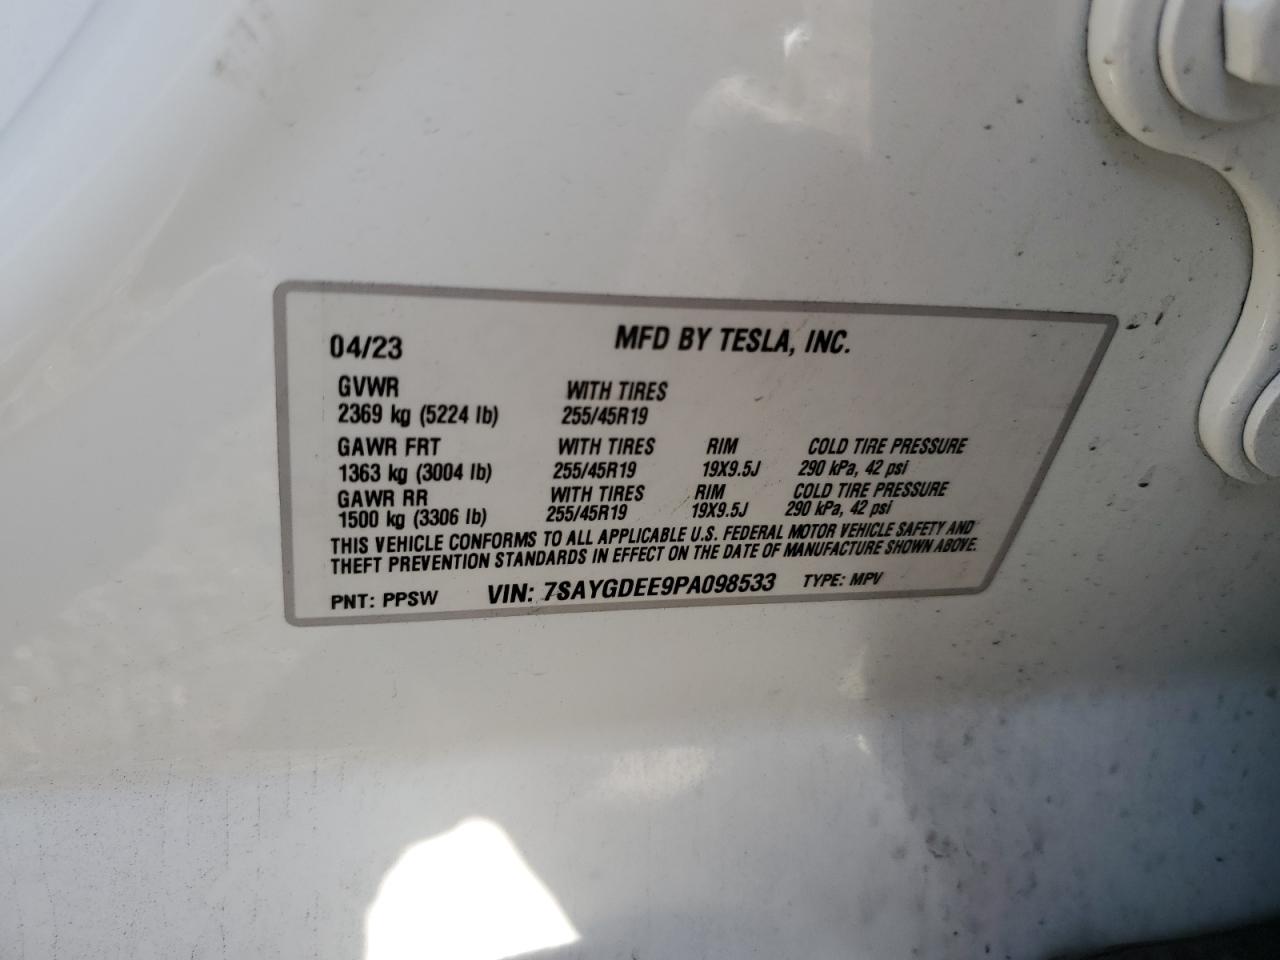 04/23 MFD BY TESLA, INC.
GVWR WITH TIRES
2369 kg (5224 lb) 255/45R19
GAWR FRT WITH TIRES RIM COLD TIRE PRESSURE
1363 kg (3004 lb) 255/45R19 19X9.5J 290 kPa, 42 psi
GAWR RR WITH TIRES RIM COLD TIRE PRESSURE
1500 kg (3306 lb) 255/45R19 19X9.5J 290 kPa, 42 psi
THIS VEHICLE CONFORMS TO ALL APPLICABLE U.S. FEDERAL MOTOR VEHICLE SAFETY AND
THEFT PREVENTION STANDARDS IN EFFECT ON THE DATE OF MANUFACTURE SHOWN ABOVE.
PNT: PPSW VIN: 7SAYGDEE9PA098533 TYPE: MPV